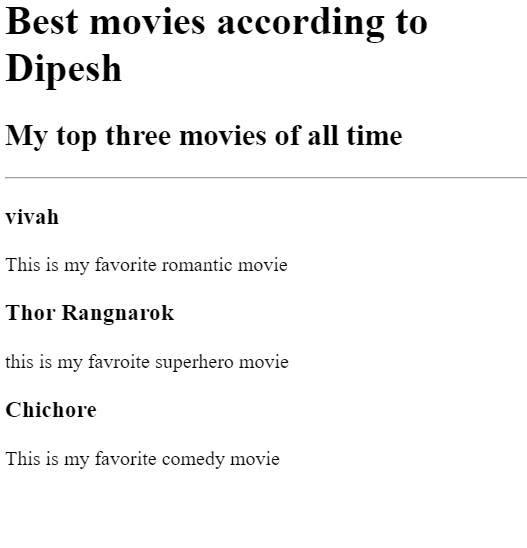 Best movies according to
Dipesh
My top three movies of all time
vivah
This is my favorite romantic movie
Thor Rangnarok
this is my favroite superhero movie
Chichore
This is my favorite comedy movie